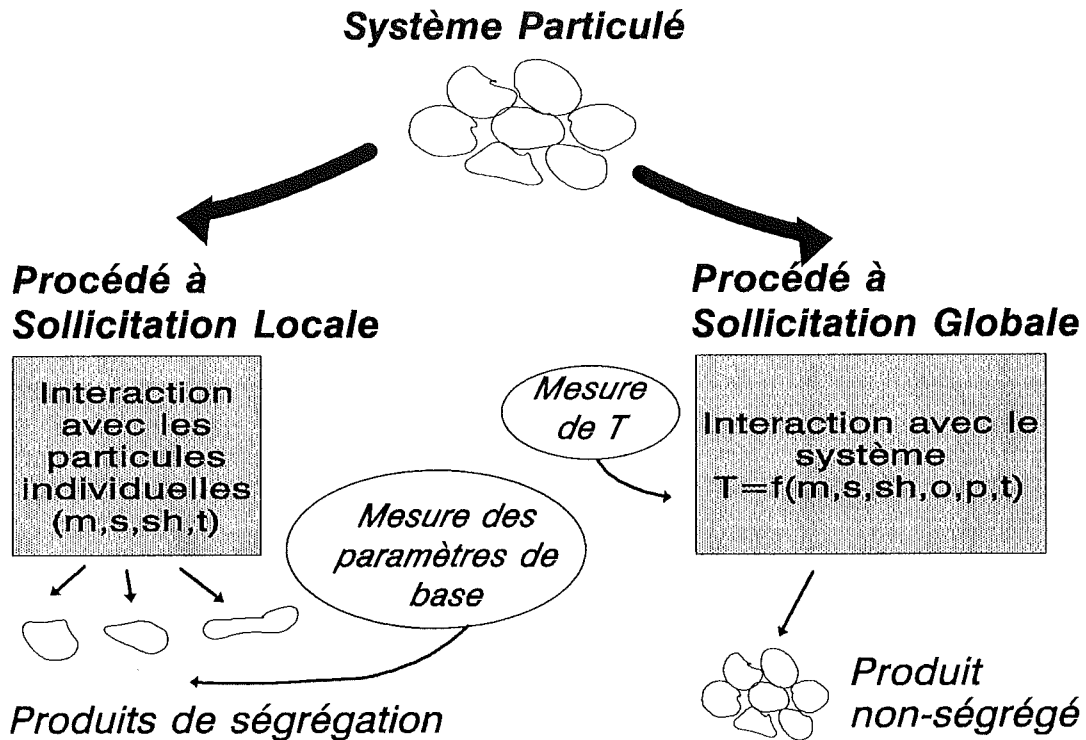 Système Particulé
Procédé à
Sollicitation Locale
Interaction
avec les
particules
individuelles
(m,s,sh,t)
Mesure des
paramètres de
base
Produits de ségrégation
Procédé à
Sollicitation Globale
Mesure
de T
Interaction avec le
système
T=f(m,s,sh,o,p,t)
Produit
non-ségrégé